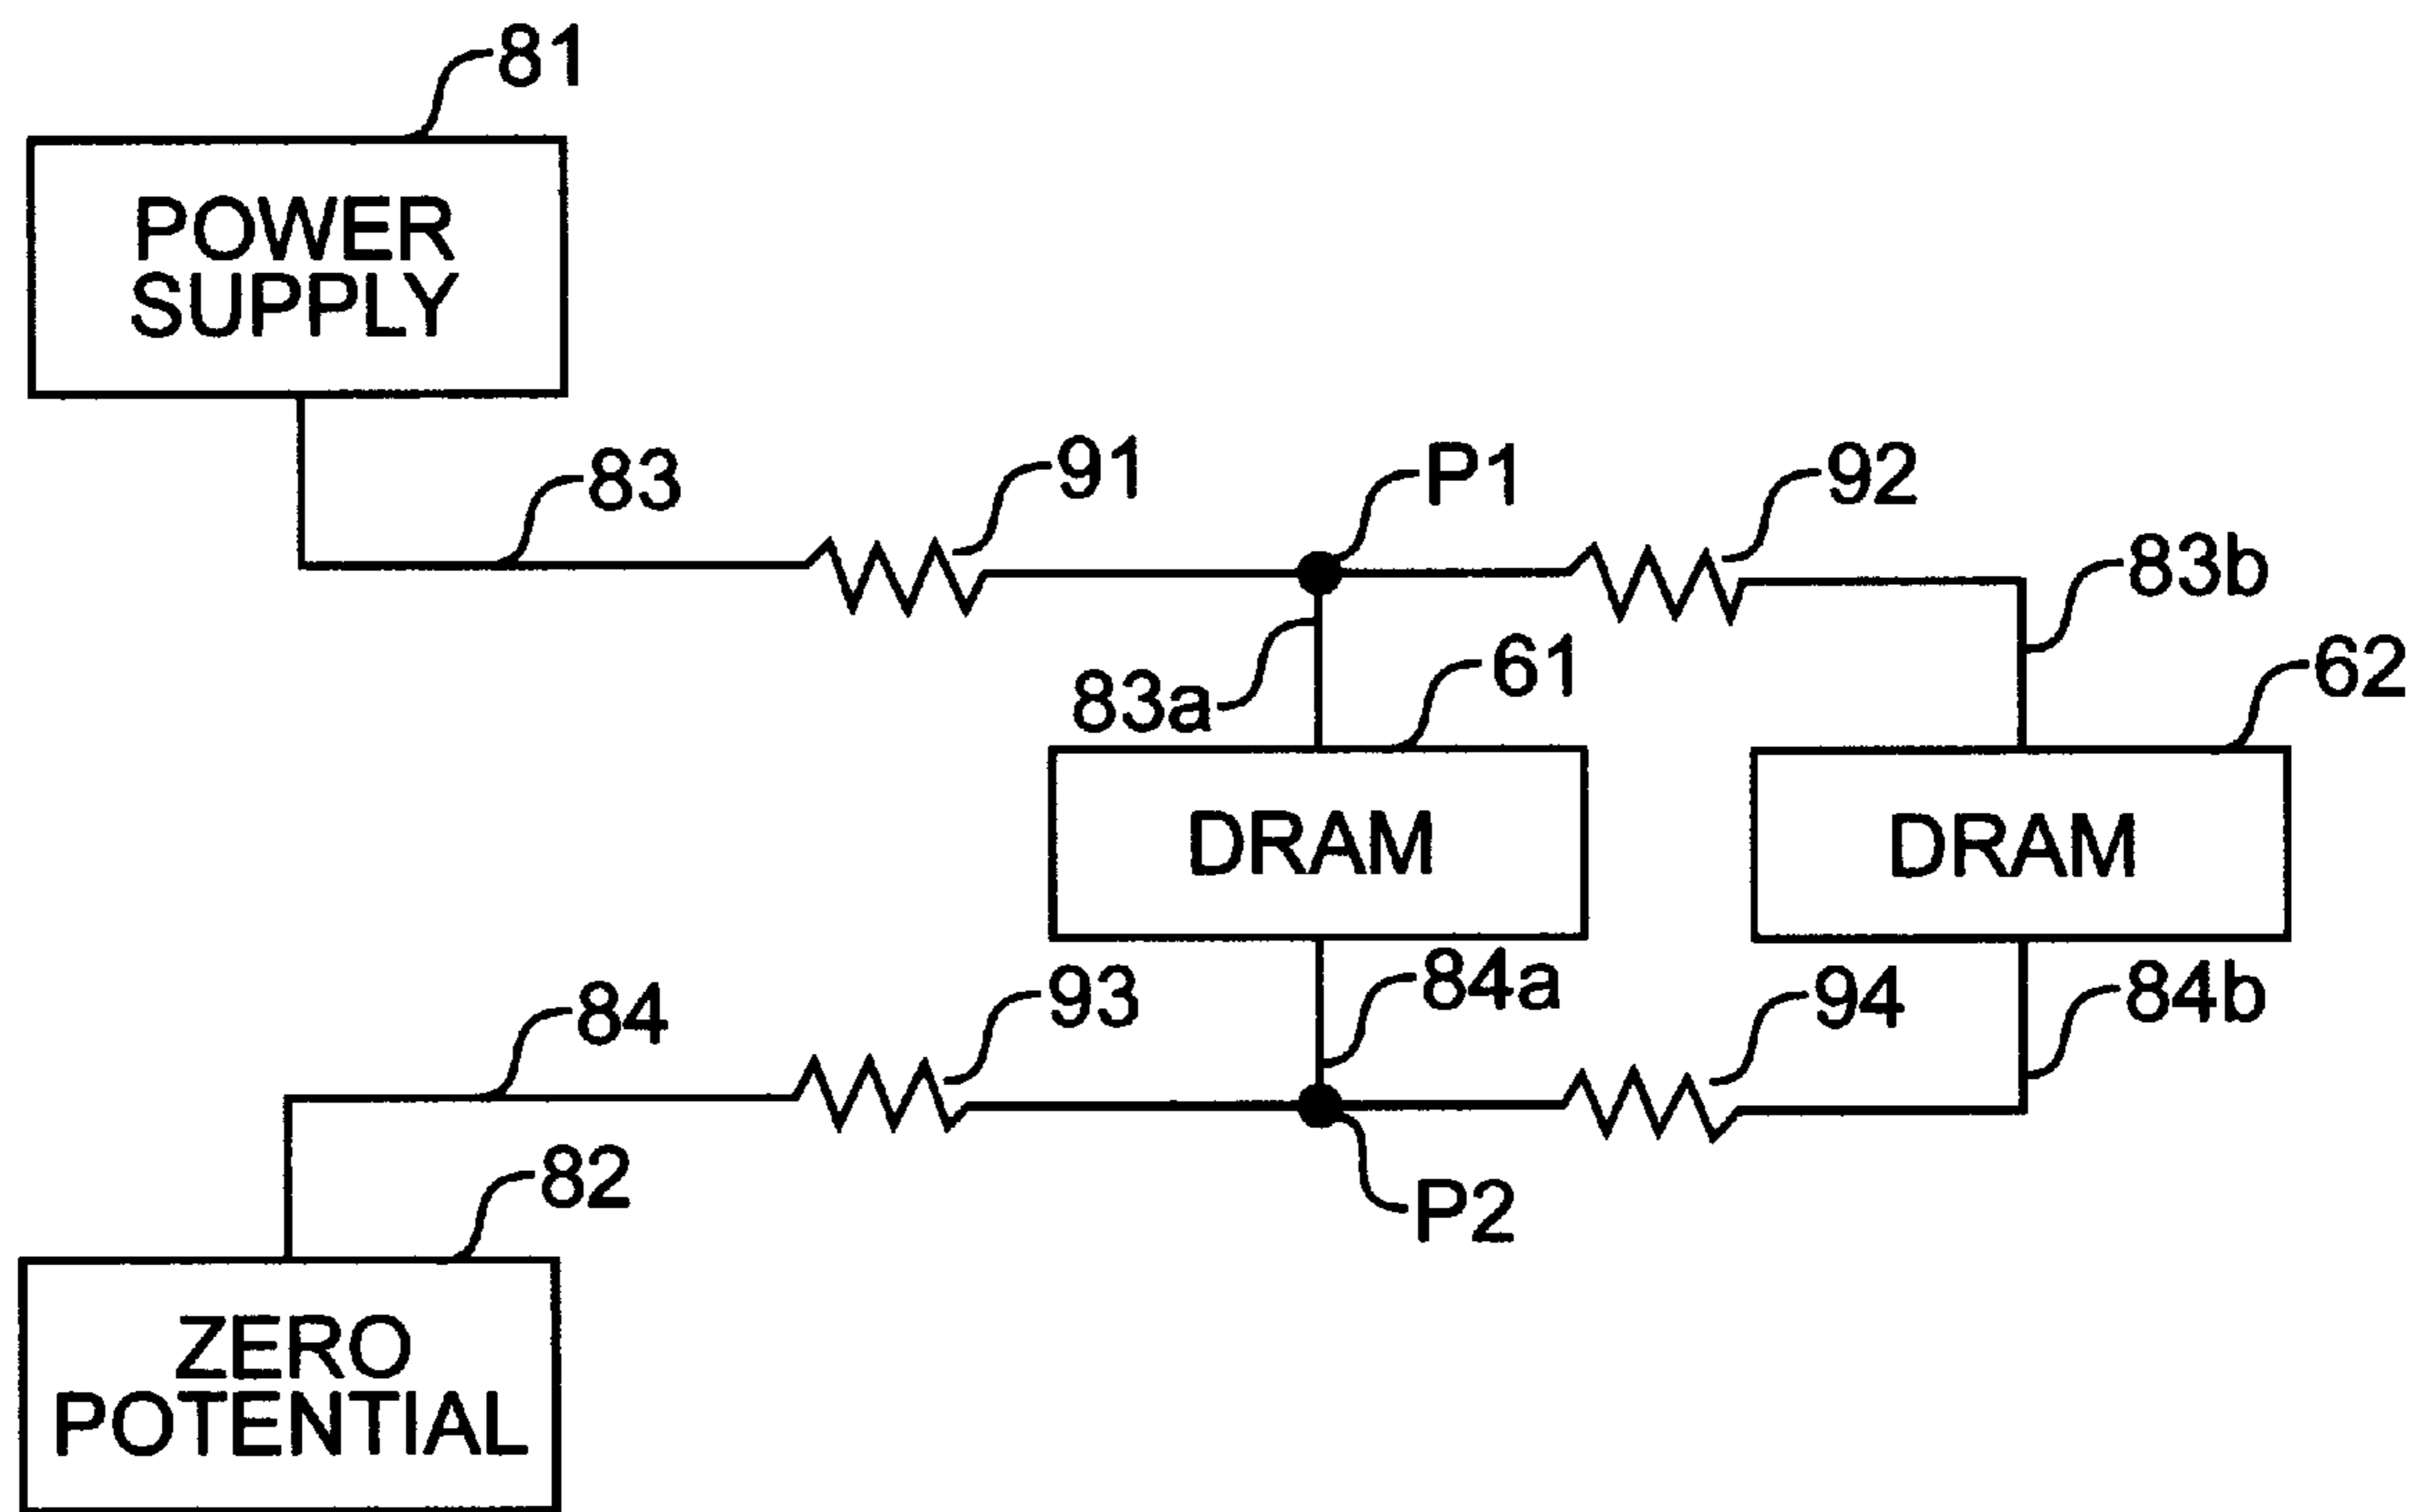 81
POWER
SUPPLY
83
91
P1
92
83b
83a
61
62
DRAM
DRAM
84
93
84a
94
84b
82
P2
ZERO
POTENTIAL